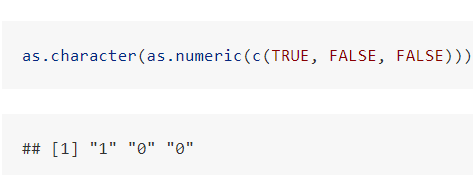 as.character(as.numeric(c(TRUE, FALSE, FALSE)))
## [1] "1" "0" "0"